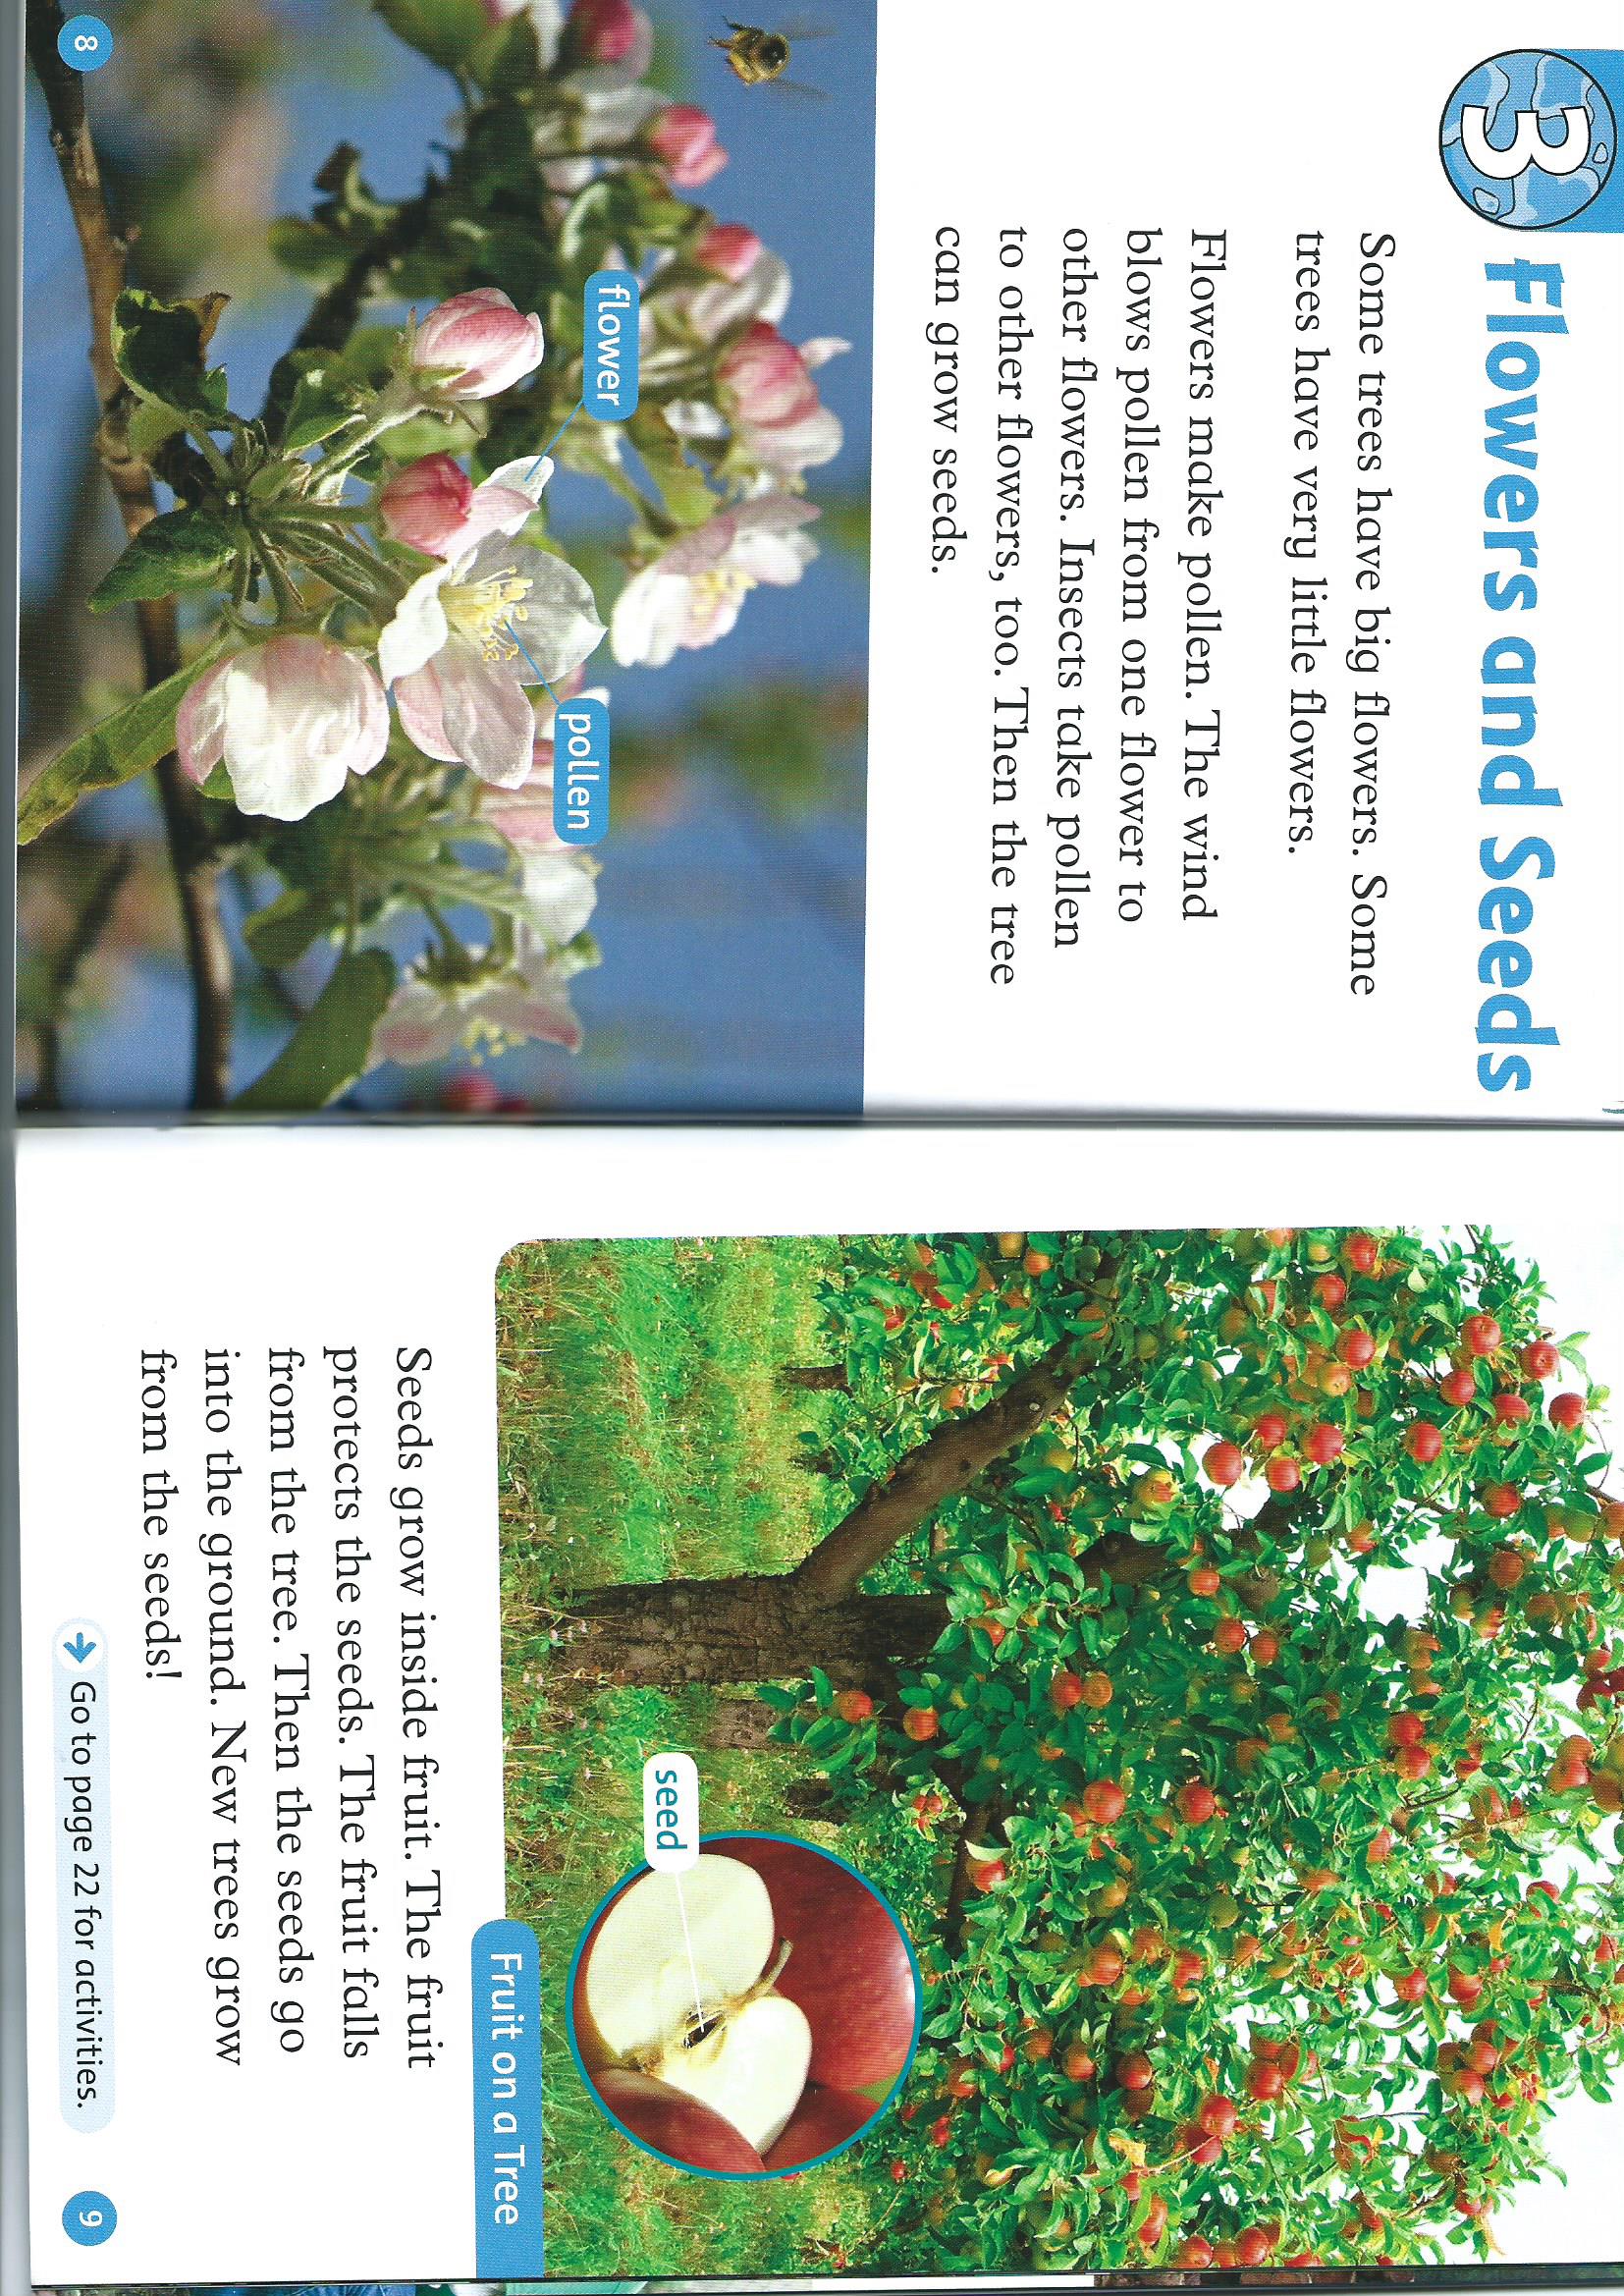 3
Flowers and Seeds
Some trees have big flowers. Some
trees have very little flowers.
Flowers make pollen. The wind
blows pollen from one flower to
other flowers. Insects take pollen
to other flowers, too. Then the tree
can grow seeds.
flower
pollen
8
seed
Fruit on a Tree
Seeds grow inside fruit. The fruit
protects the seeds. The fruit falls
from the tree. Then the seeds go
into the ground. New trees grow
from the seeds!
Go to page 22 for activities.
9